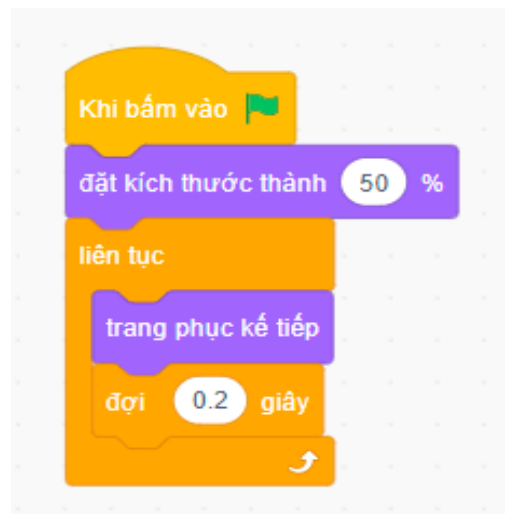 Khi bấm vào
đặt kích thước thành 50 %
liên tục
trang phục kế tiếp
đợi 0.2 giây